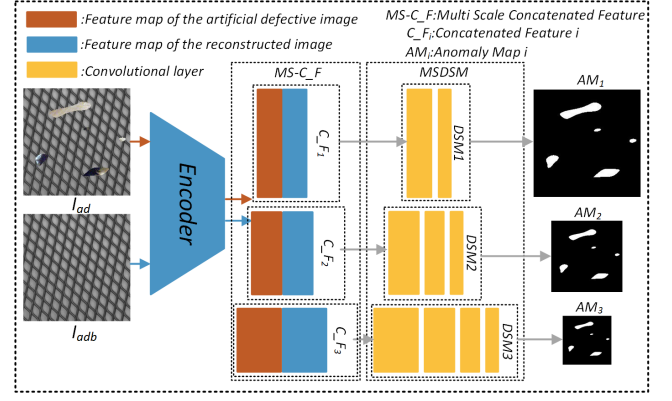 :Feature map of the artificial defective image
:Feature map of the reconstructed image
:Convolutional layer
MS-C_F:Multi Scale Concatenated Feature
C_Fi:Concatenated Feature i
AMi:Anomaly Map i
MS-C_F
MSDSM
Encoder
Iad
Iadb
C_F1
DSM1
AM1
C_F2
DSM2
AM2
C_F3
DSM3
AM3